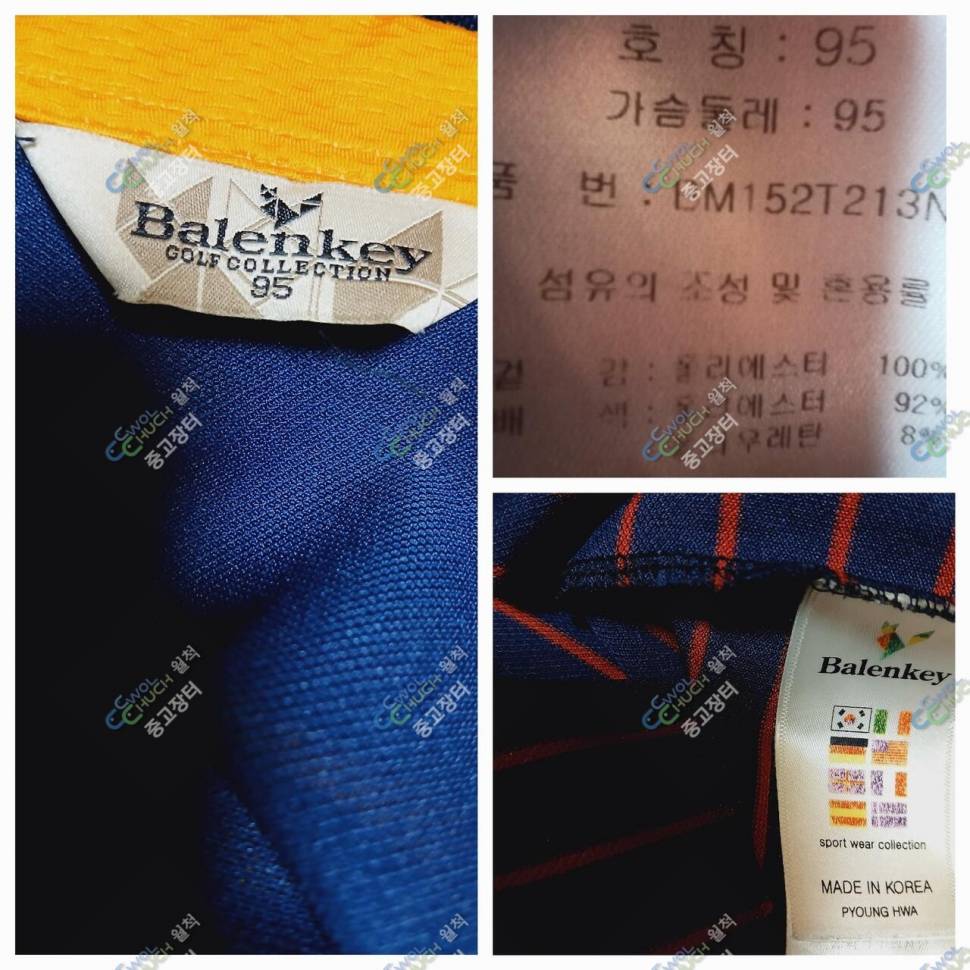 Balenkey
GOLF COLLECTION
95
호 칭 : 95
가슴둘레 : 95
품 번 : LM152T213N
섬유의 조성 및 혼용률
겉 감 : 폴리에스터 100%
배 색 : 폴리에스터 92%
우레탄 8%
Balenkey
sport wear collection
MADE IN KOREA
PYOUNG HWA
CWOL
CHUCH 월척
중고장터